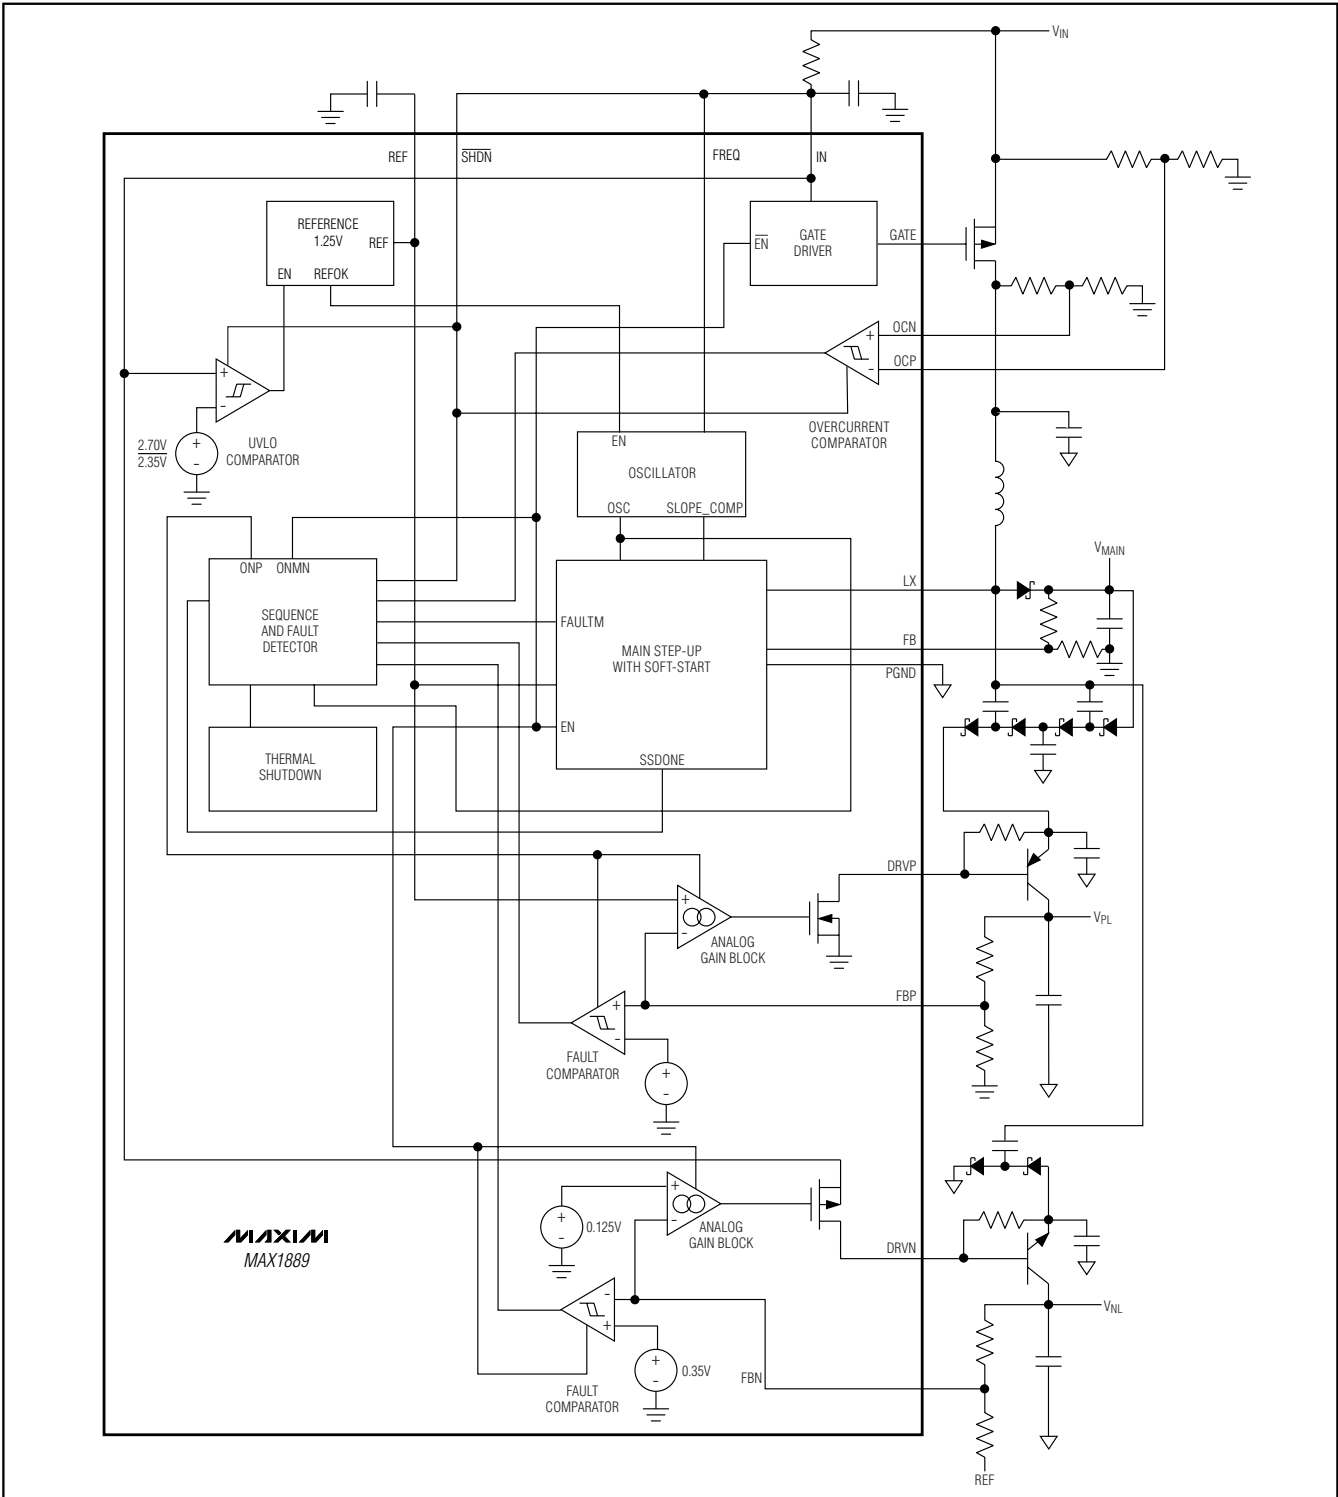 VIN
REF
SHDN
FREQ
IN
REFERENCE
1.25V
REF
EN
REFOK
EN
GATE
DRIVER
GATE
OCN
+
OCP
-
OVERCURRENT
COMPARATOR
+
-
2.70V
2.35V
+
-
UVLO
COMPARATOR
EN
OSCILLATOR
OSC
SLOPE_COMP
ONP
ONMN
SEQUENCE
AND FAULT
DETECTOR
FAULTM
MAIN STEP-UP
WITH SOFT-START
EN
SSDONE
THERMAL
SHUTDOWN
LX
FB
PGND
VMAIN
DRVP
+
-
ANALOG
GAIN BLOCK
VPL
FBP
+
-
FAULT
COMPARATOR
+
-
+
-
0.125V
+
-
ANALOG
GAIN BLOCK
MAXIM
MAX1889
DRVN
-
+
FAULT
COMPARATOR
+
-
0.35V
FBN
VNL
REF